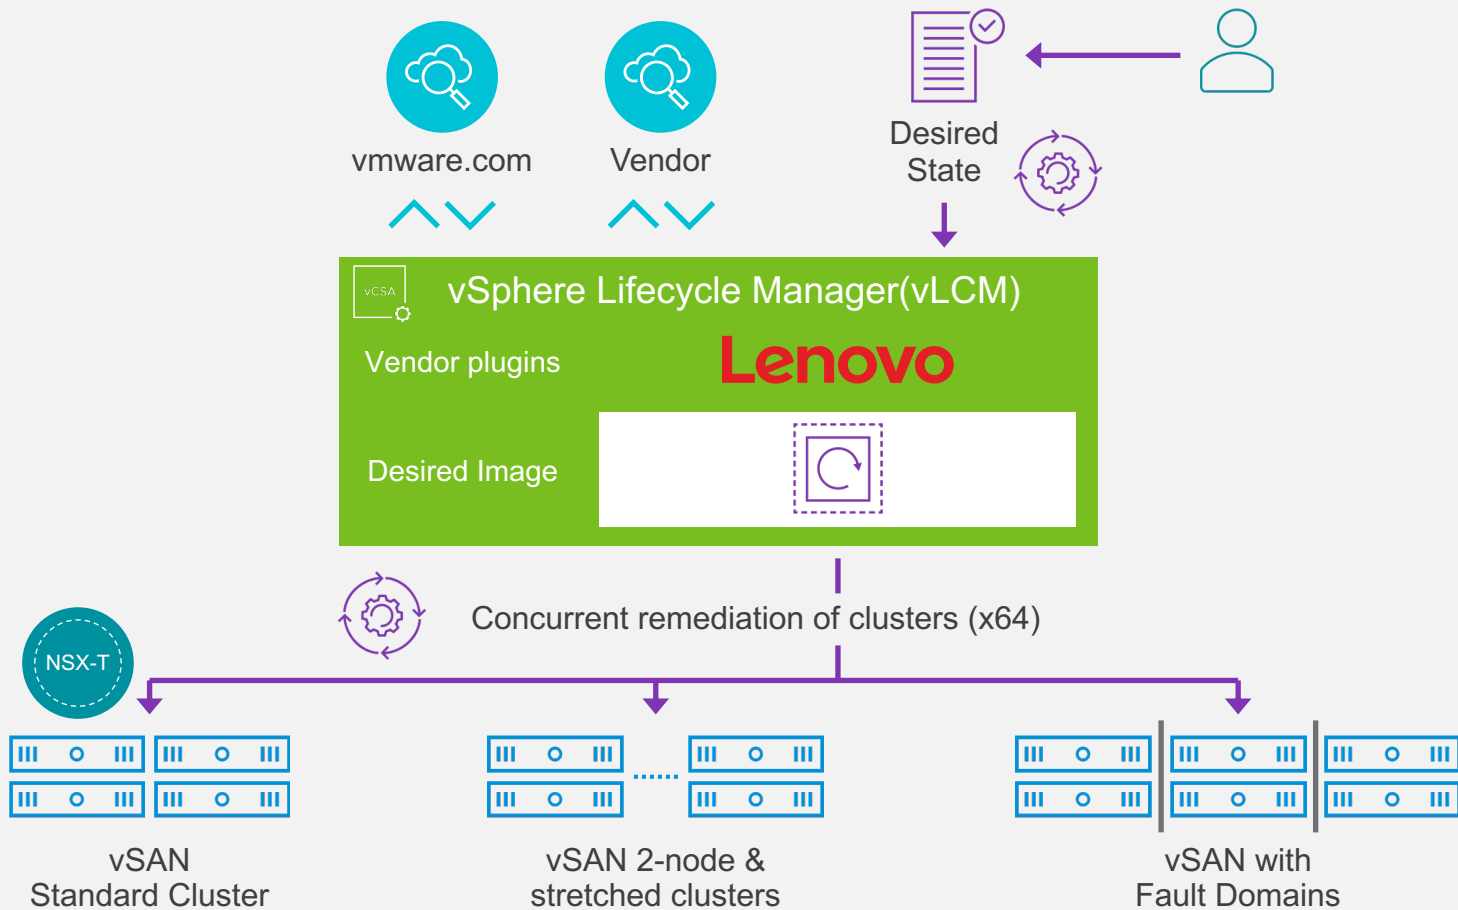 vmware.com
Vendor
Desired
State
vCSA
vSphere Lifecycle Manager(vLCM)
Vendor plugins
Lenovo
Desired Image
Concurrent remediation of clusters (x64)
NSX-T
vSAN
Standard Cluster
vSAN 2-node &
stretched clusters
vSAN with
Fault Domains